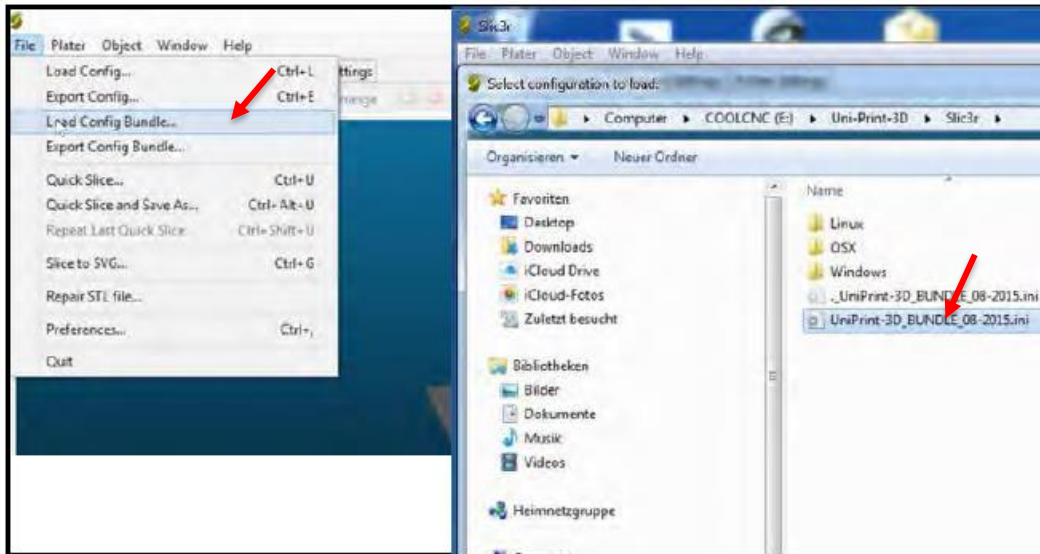 File Plater Object Window Help
Load Config... Ctrl+L
Export Config... Ctrl+E
Load Config Bundle...
Export Config Bundle...
Quick Slice... Ctrl+U
Quick Slice and Save As... Ctrl+Alt+U
Repeat Last Quick Slice Ctrl+Shift+U
Slice to SVG... Ctrl+G
Repair STL file...
Preferences... Ctrl+,
Quit
ttings
Slic3r
File Plater Object Window Help
Select configuration to load:
Computer COOLCNC (E:) Uni-Print-3D Slic3r
Organisieren Neuer Ordner
Favoriten
Desktop
Downloads
iCloud Drive
iCloud-Fotos
Zuletzt besucht
Bibliotheken
Bilder
Dokumente
Musik
Videos
Heimnetzgruppe
Name
Linux
OSX
Windows
._UniPrint-3D_BUNDLE_08-2015.ini
UniPrint-3D_BUNDLE_08-2015.ini